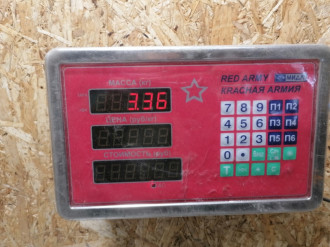 МАССА (кг)
3.36
ЦЕНА (руб/кг)
СТОИМОСТЬ (руб)
RED ARMY
КРАСНАЯ АРМИЯ
МИДЛ
7 8 9 П1 П2
4 5 6 П3 П4
1 2 3 П5 П6
0
T